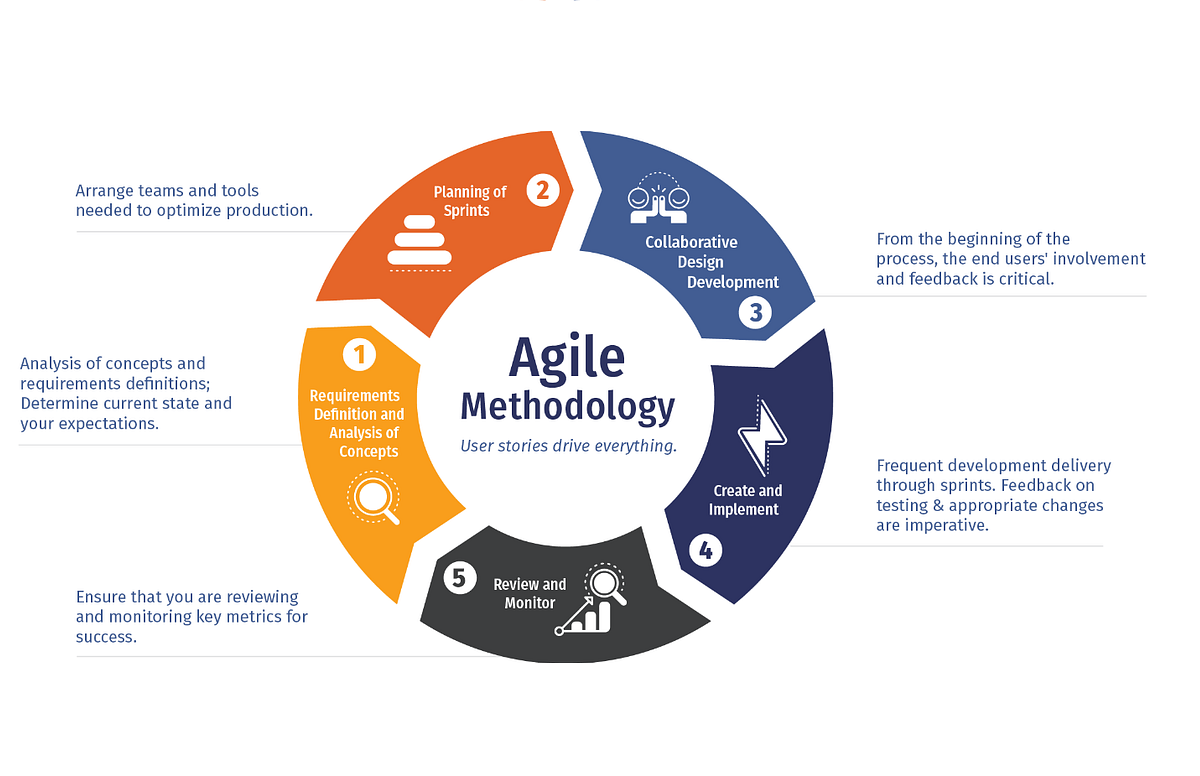 Agile
Methodology
User stories drive everything.
1
Requirements
Definition and
Analysis of
Concepts
Analysis of concepts and
requirements definitions;
Determine current state and
your expectations.
2
Planning of
Sprints
Arrange teams and tools
needed to optimize production.
Collaborative
Design
Development
3
From the beginning of the
process, the end users' involvement
and feedback is critical.
Create and
Implement
4
Frequent development delivery
through sprints. Feedback on
testing & appropriate changes
are imperative.
5
Review and
Monitor
Ensure that you are reviewing
and monitoring key metrics for
success.